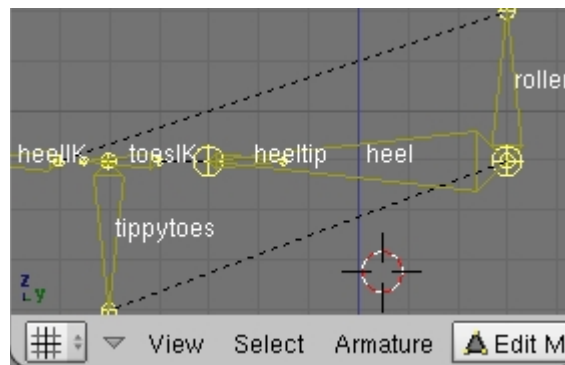 roller
heelIK toesIK heeltip heel
tippytoes
z
y
View Select Armature Edit M